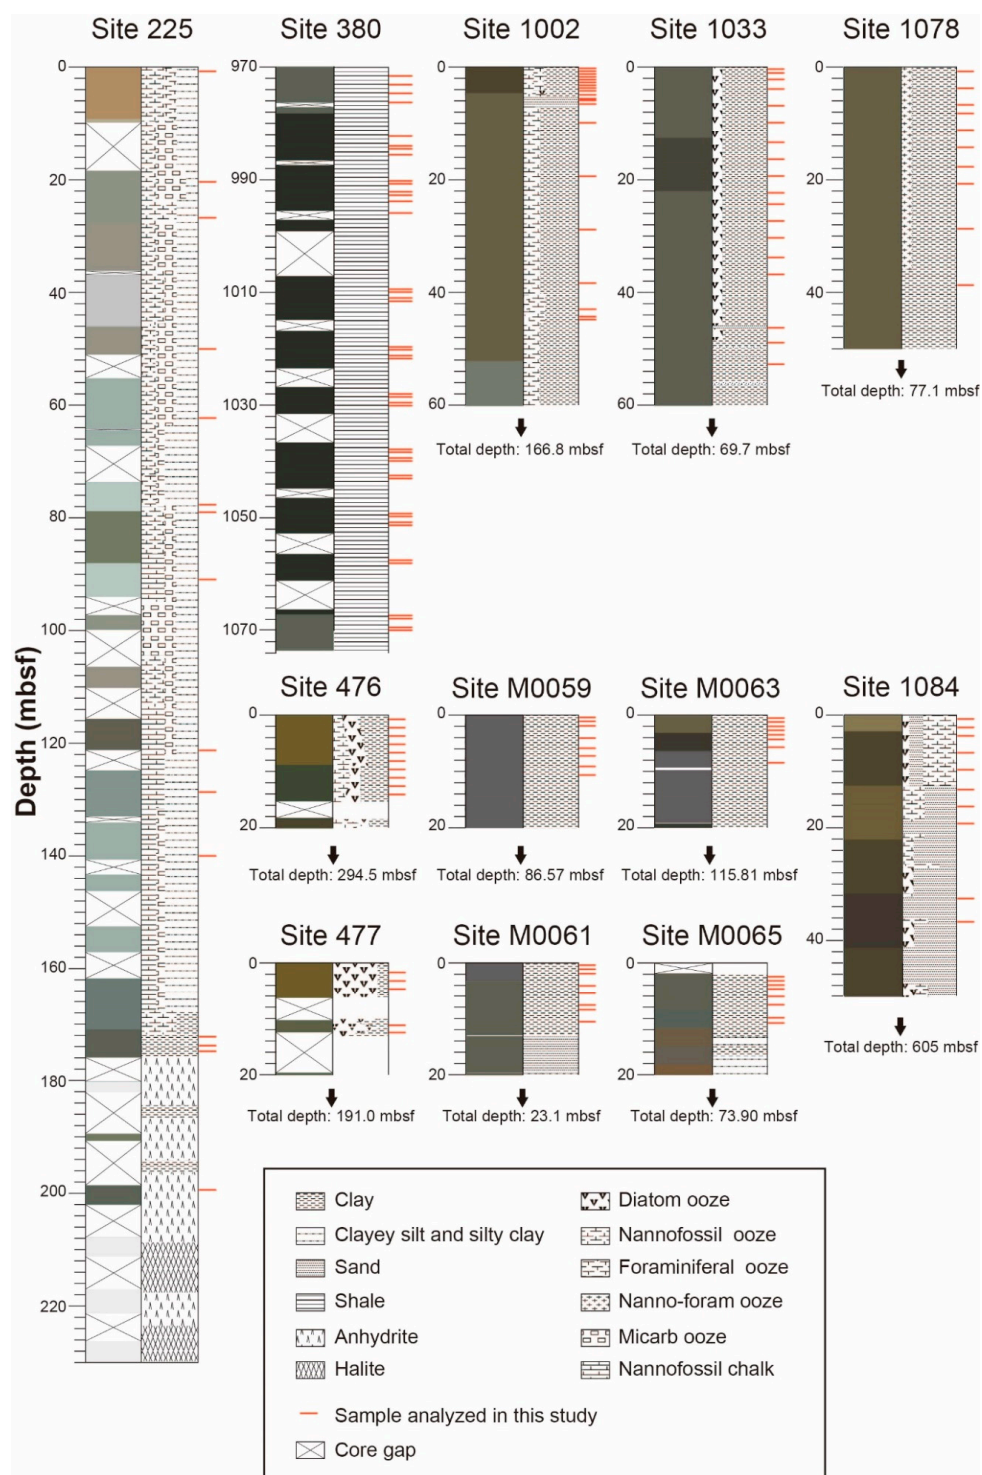 Site 225
Site 380
Site 1002
Site 1033
Site 1078
Depth (mbsf)
0
20
40
60
80
100
120
140
160
180
200
220
970
990
1010
1030
1050
1070
0
20
40
60
Total depth: 166.8 mbsf
0
20
40
60
Total depth: 69.7 mbsf
0
20
40
Total depth: 77.1 mbsf
Site 476
Site M0059
Site M0063
Site 1084
0
20
Total depth: 294.5 mbsf
0
20
Total depth: 86.57 mbsf
0
20
Total depth: 115.81 mbsf
0
20
40
Total depth: 605 mbsf
Site 477
Site M0061
Site M0065
0
20
Total depth: 191.0 mbsf
0
20
Total depth: 23.1 mbsf
0
20
Total depth: 73.90 mbsf
Clay
Clayey silt and silty clay
Sand
Shale
Anhydrite
Halite
Diatom ooze
Nannofossil ooze
Foraminiferal ooze
Nanno-foram ooze
Micarb ooze
Nannofossil chalk
Sample analyzed in this study
Core gap